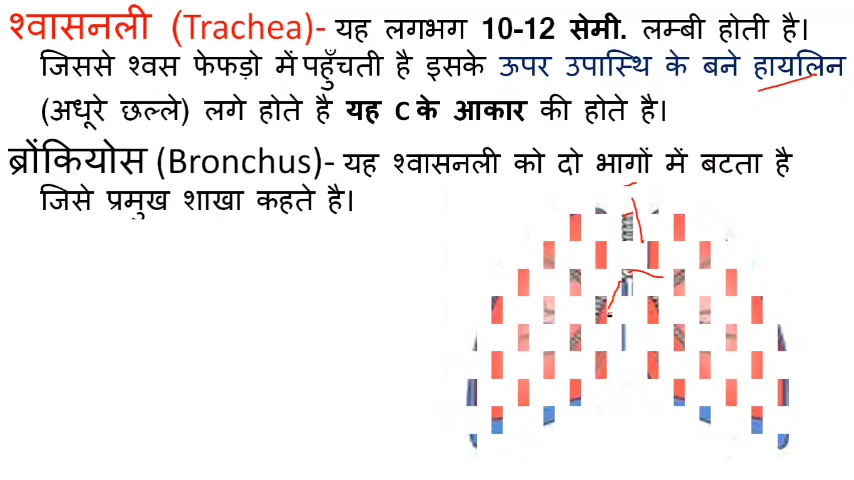 श्वासनली (Trachea)- यह लगभग 10-12 सेमी. लम्बी होती है।
जिससे श्वस फेफड़ो में पहुँचती है इसके ऊपर उपास्थि के बने हायलिन
(अधूरे छल्ले) लगे होते है यह C के आकार की होते है।
ब्रोंकियोस (Bronchus)- यह श्वासनली को दो भागों में बटता है
जिसे प्रमुख शाखा कहते है।